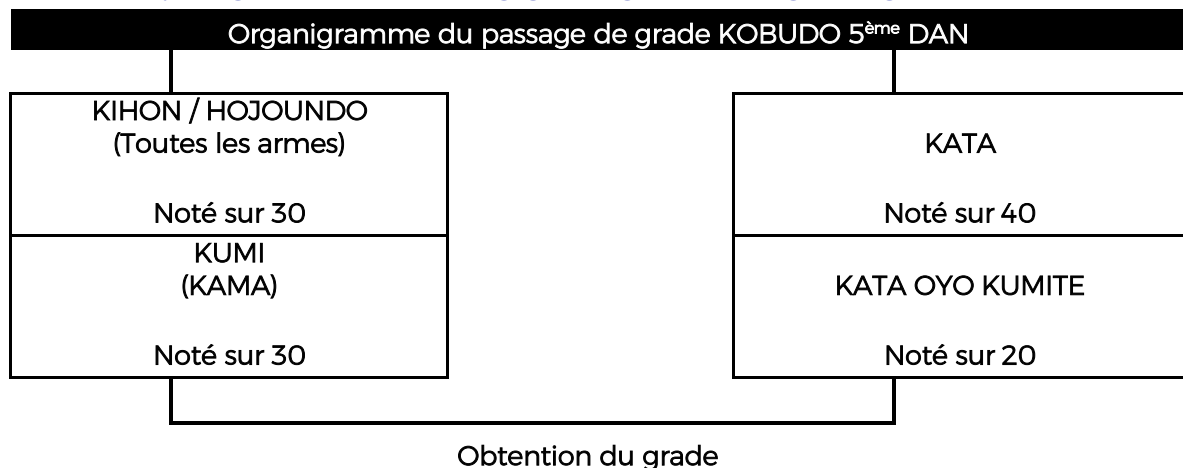 Organigramme du passage de grade KOBUDO 5ème DAN
KIHON / HOJOUNDO
(Toutes les armes)
Noté sur 30
KUMI
(KAMA)
Noté sur 30
KATA
Noté sur 40
KATA OYO KUMITE
Noté sur 20
Obtention du grade